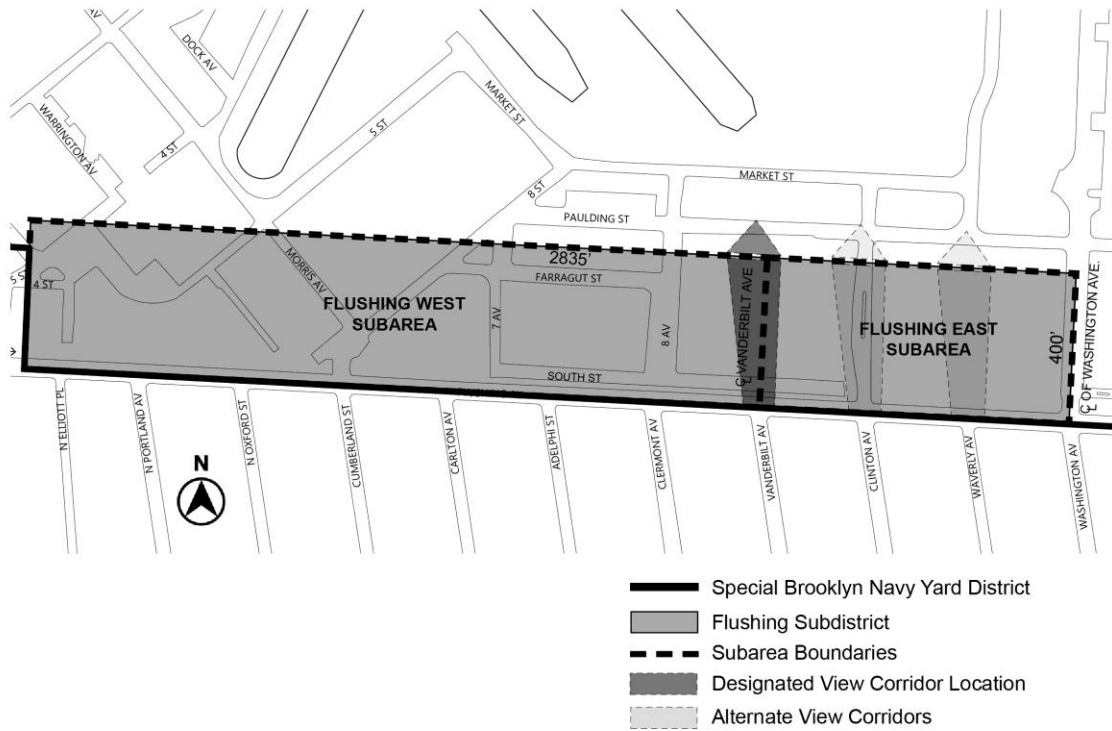 AV
DOCK AV
WARRINGTON AV
4 ST
5 ST
MARKET ST
8 ST
MARKET ST
PAULDING ST
2835'
FARRAGUT ST
MORRIS AV
4 ST
FLUSHING WEST
SUBAREA
7 AV
8 AV
℄ VANDERBILT AVE
FLUSHING EAST
SUBAREA
400'
℄ OF WASHINGTON AVE.
SOUTH ST
N ELLIOTT PL
N PORTLAND AV
N OXFORD ST
CUMBERLAND ST
CARLTON AV
ADELPHI ST
CLERMONT AV
VANDERBILT AV
CLINTON AV
WAVERLY AV
WASHINGTON AV
N
Special Brooklyn Navy Yard District
Flushing Subdistrict
Subarea Boundaries
Designated View Corridor Location
Alternate View Corridors